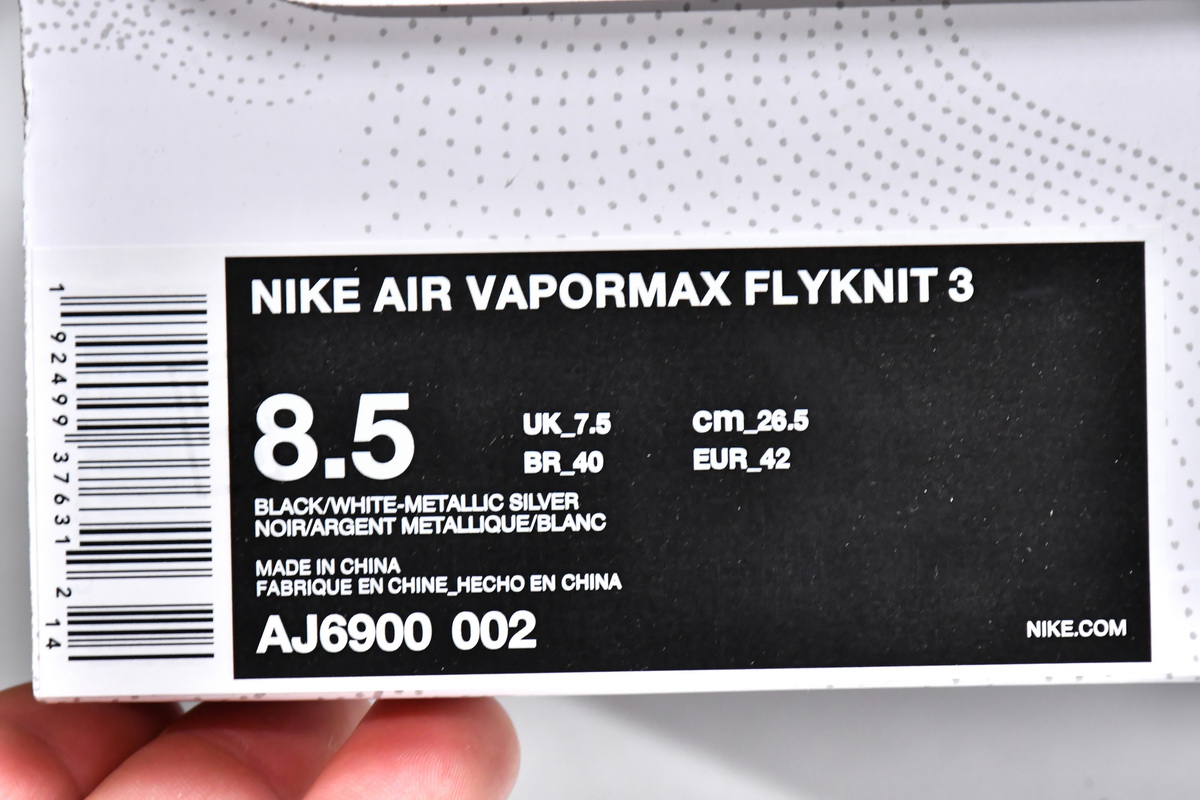 NIKE AIR VAPORMAX FLYKNIT 3
8.5
UK_7.5
cm_26.5
BR_40
EUR_42
BLACK/WHITE-METALLIC SILVER
NOIR/ARGENT METALLIQUE/BLANC
MADE IN CHINA
FABRIQUE EN CHINE_HECHO EN CHINA
AJ6900 002
NIKE.COM
1 92499 37631 2 14